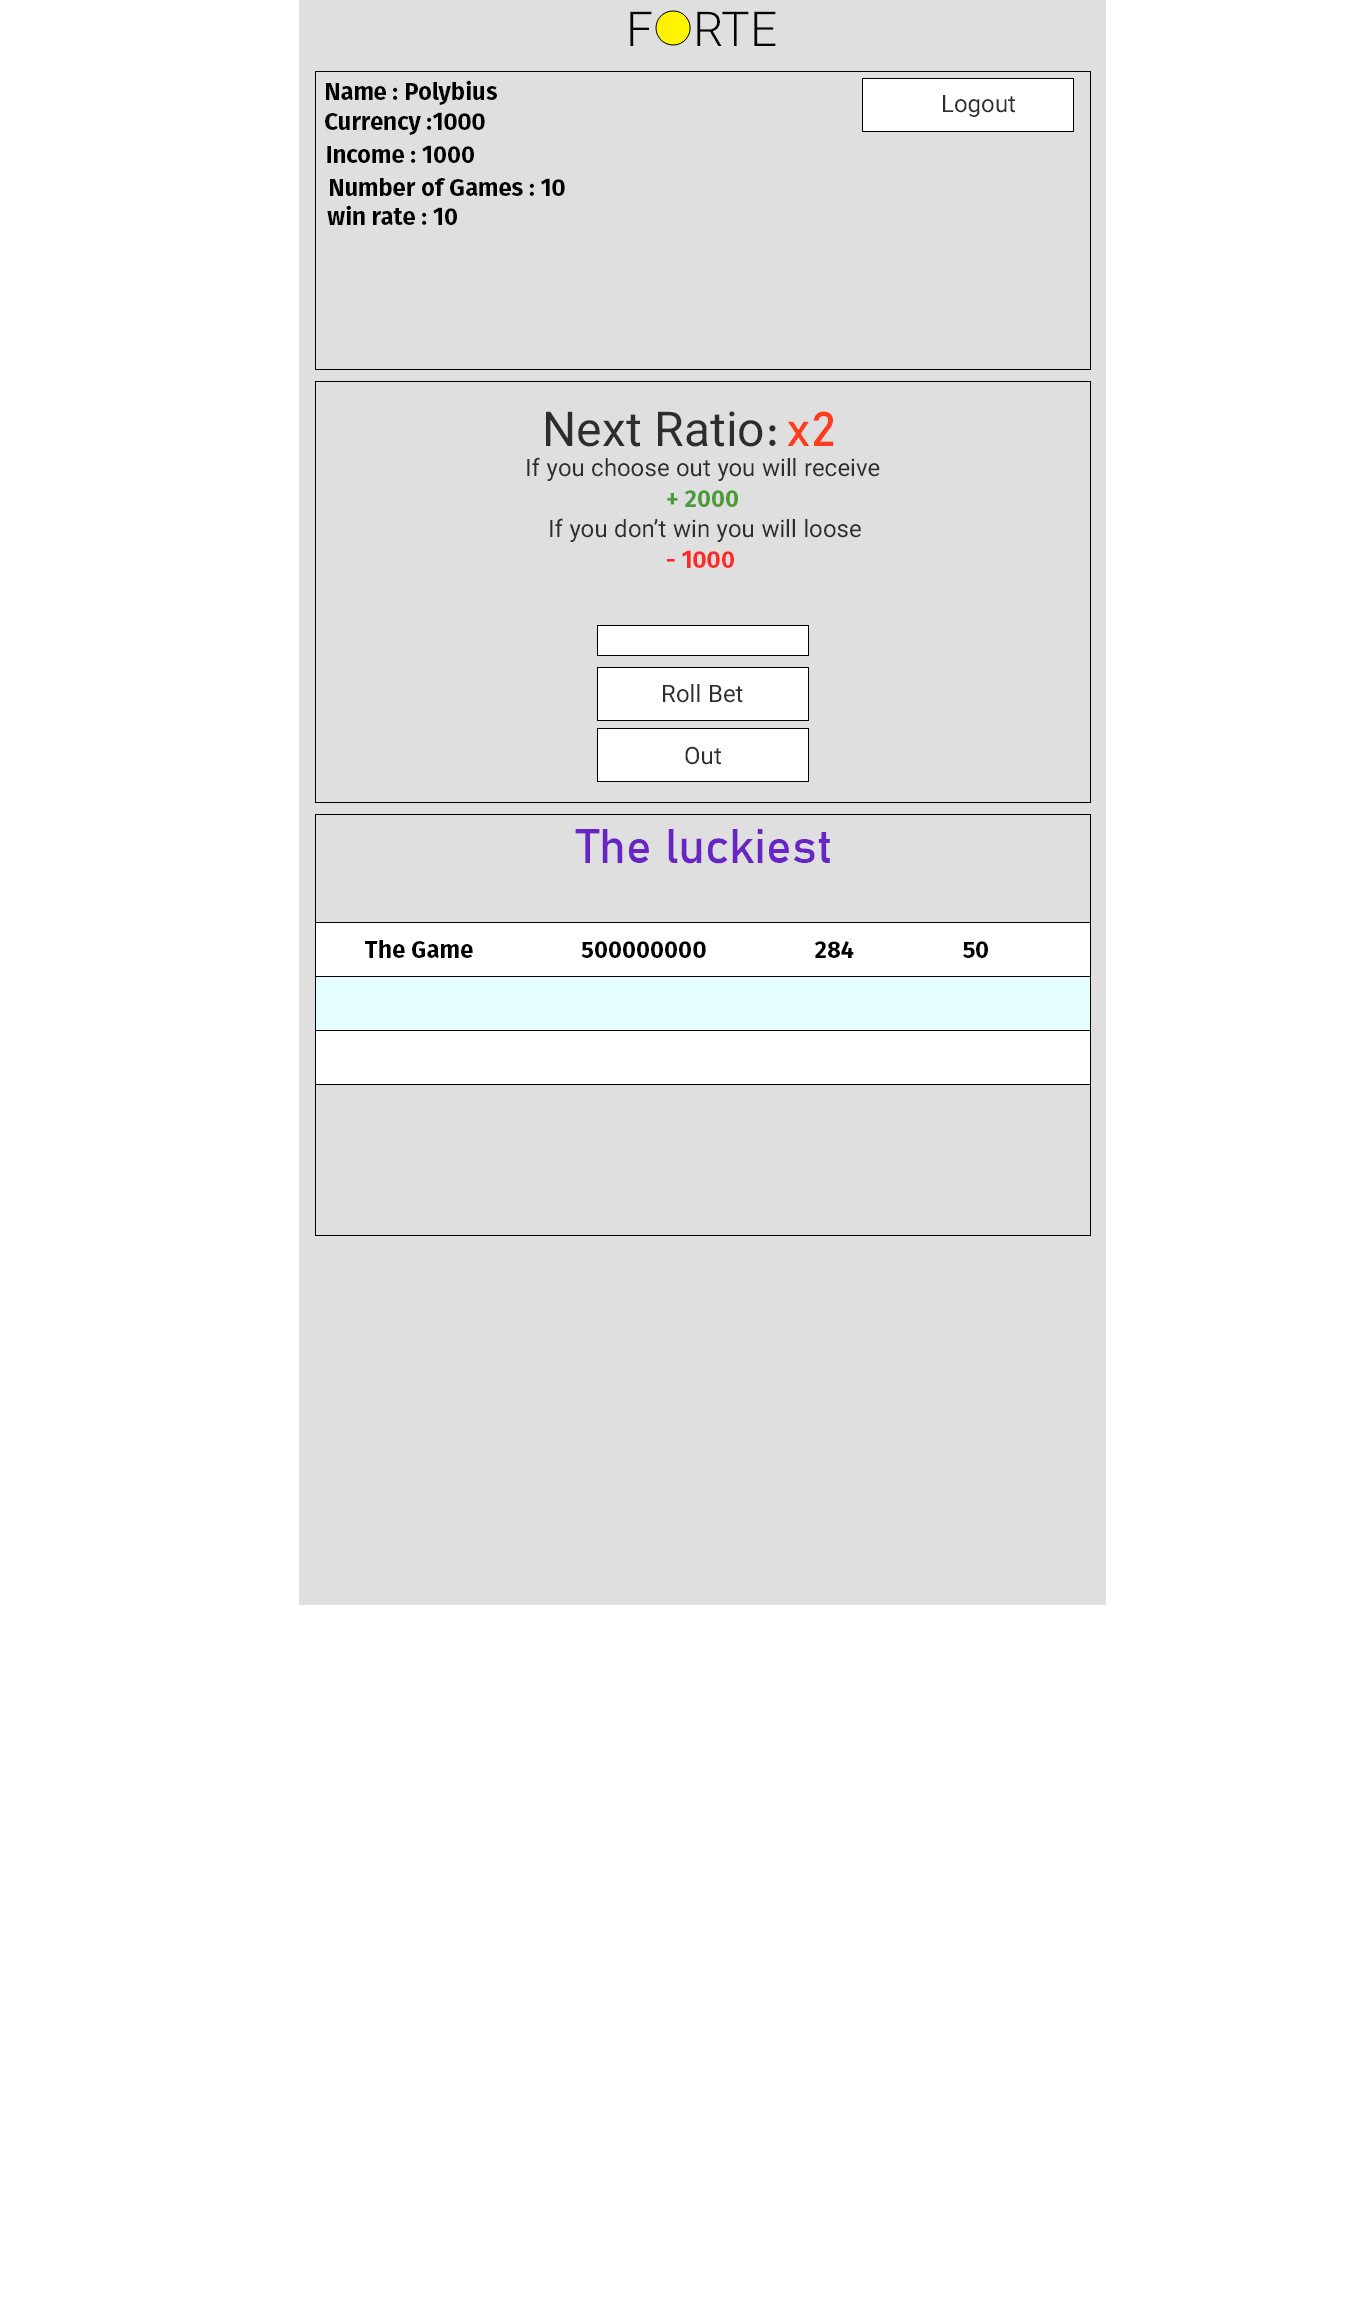 FORTE
Name : Polybius
Logout
Currency :1000
Income : 1000
Number of Games : 10
win rate : 10
Next Ratio: x2
If you choose out you will receive
+ 2000
If you don’t win you will loose
- 1000
Roll Bet
Out
The luckiest
The Game 500000000 284 50